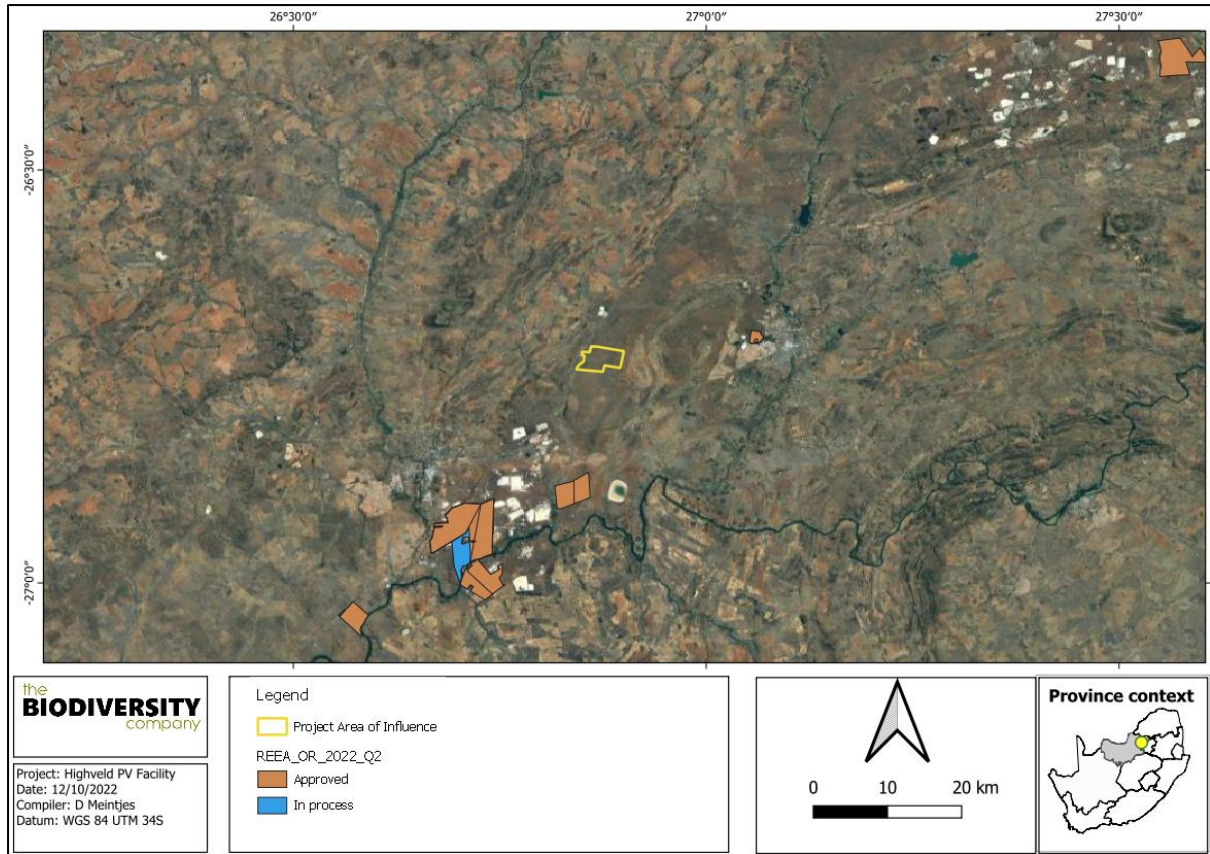 26°30'0"
27°0'0"
27°30'0"
-26°30'0"
-27°0'0"
the
BIODIVERSITY
company
Project: Highveld PV Facility
Date: 12/10/2022
Compiler: D Meintjes
Datum: WGS 84 UTM 34S
Legend
Project Area of Influence
REEA_OR_2022_Q2
Approved
In process
0 10 20 km
Province context